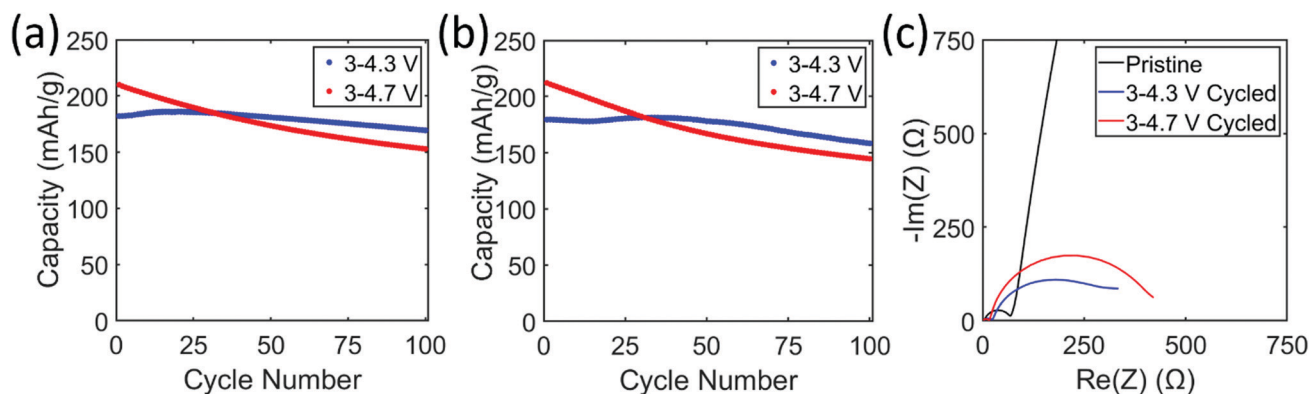 (a)
250
200
150
100
50
0
Capacity (mAh/g)
3-4.3 V
3-4.7 V
0 25 50 75 100
Cycle Number
(b)
250
200
150
100
50
0
Capacity (mAh/g)
3-4.3 V
3-4.7 V
0 25 50 75 100
Cycle Number
(c)
750
500
250
0
-Im(Z) (Ω)
Pristine
3-4.3 V Cycled
3-4.7 V Cycled
0 250 500 750
Re(Z) (Ω)